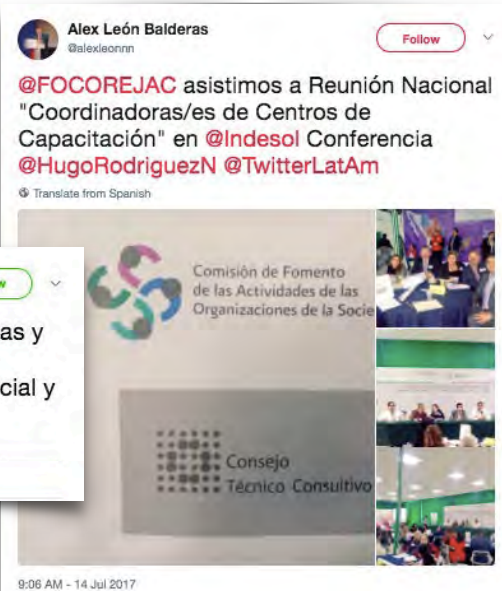 Alex León Balderas
@alexleonnn
Follow
@FOCOREJAC asistimos a Reunión Nacional
"Coordinadoras/es de Centros de
Capacitación" en @Indesol Conferencia
@HugoRodriguezN @TwitterLatAm
Translate from Spanish
Comisión de Fomento
de las Actividades de las
Organizaciones de la Socie
Consejo
Técnico Consultivo
as y
cial y
9:06 AM - 14 Jul 2017